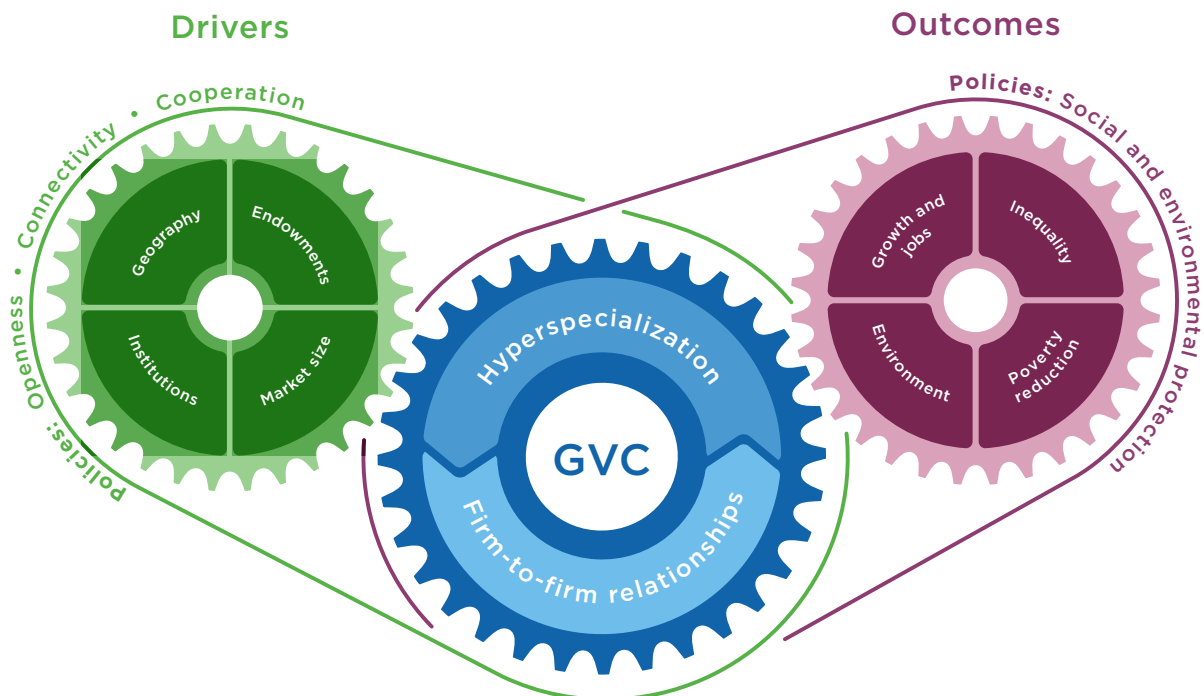 Drivers
Policies: Openness • Connectivity • Cooperation
Geography
Endowments
Institutions
Market size
Hyperspecialization
GVC
Firm-to-firm relationships
Outcomes
Policies: Social and environmental protection
Growth and
jobs
Inequality
Environment
Poverty
reduction